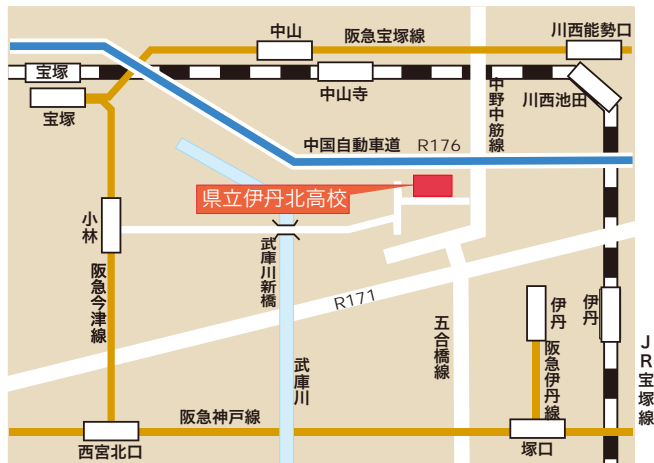 中山
阪急宝塚線
川西能勢口
宝塚
中山寺
川西池田
宝塚
中野中筋線
中国自動車道 R176
県立伊丹北高校
小林
武庫川新橋
阪急今津線
R171
伊丹
伊丹
五合橋線
阪急伊丹線
JR宝塚線
武庫川
阪急神戸線
西宮北口
塚口